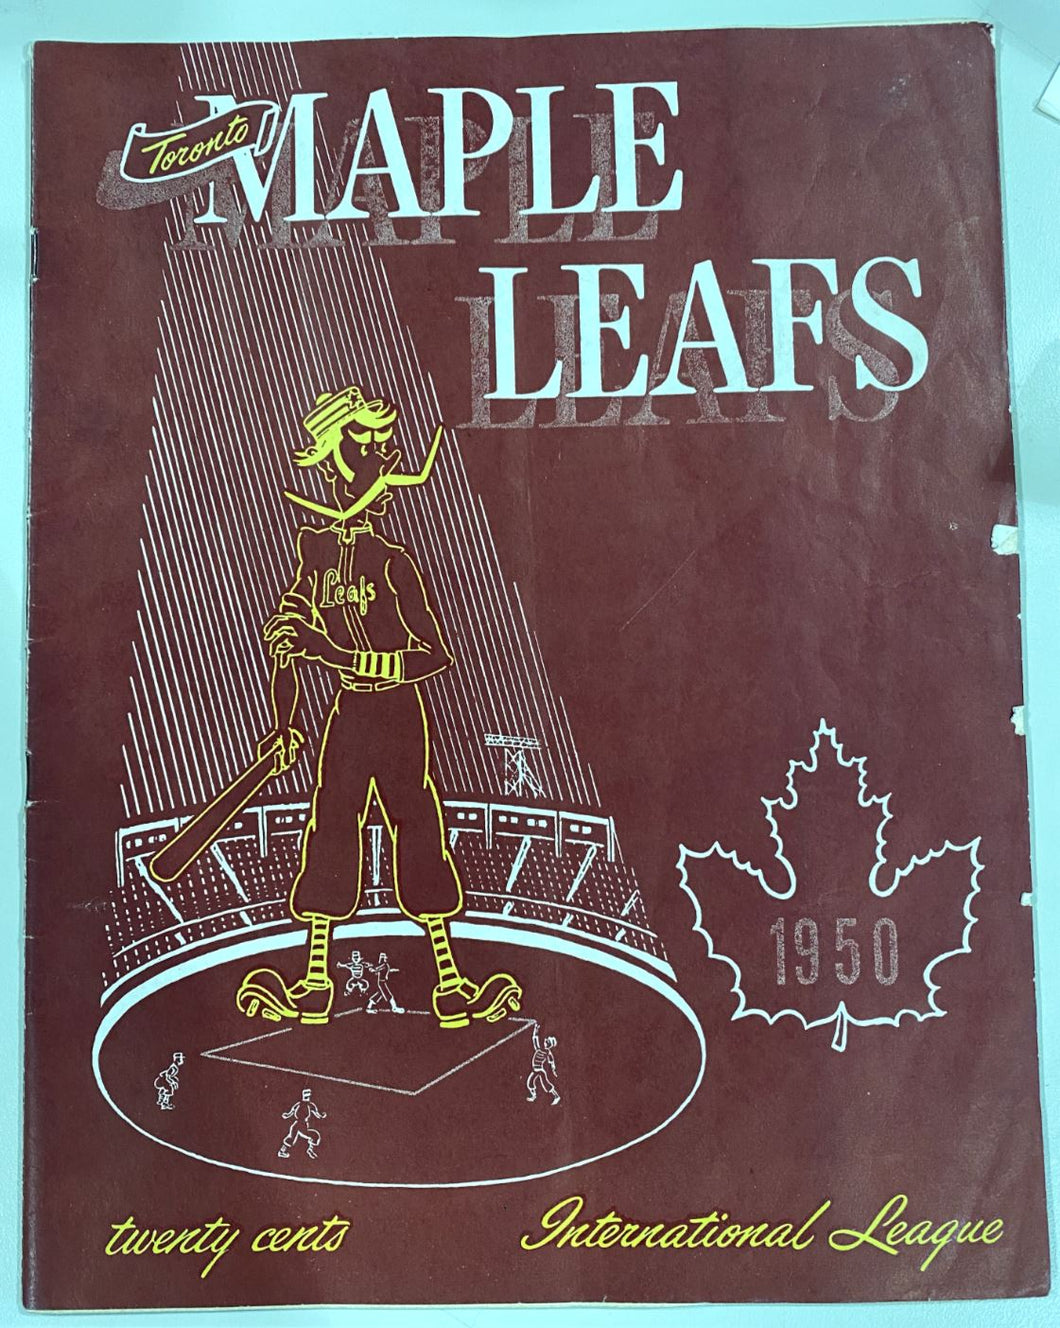 Toronto
MAPLE
LEAFS
Leafs
1950
twenty cents
International League